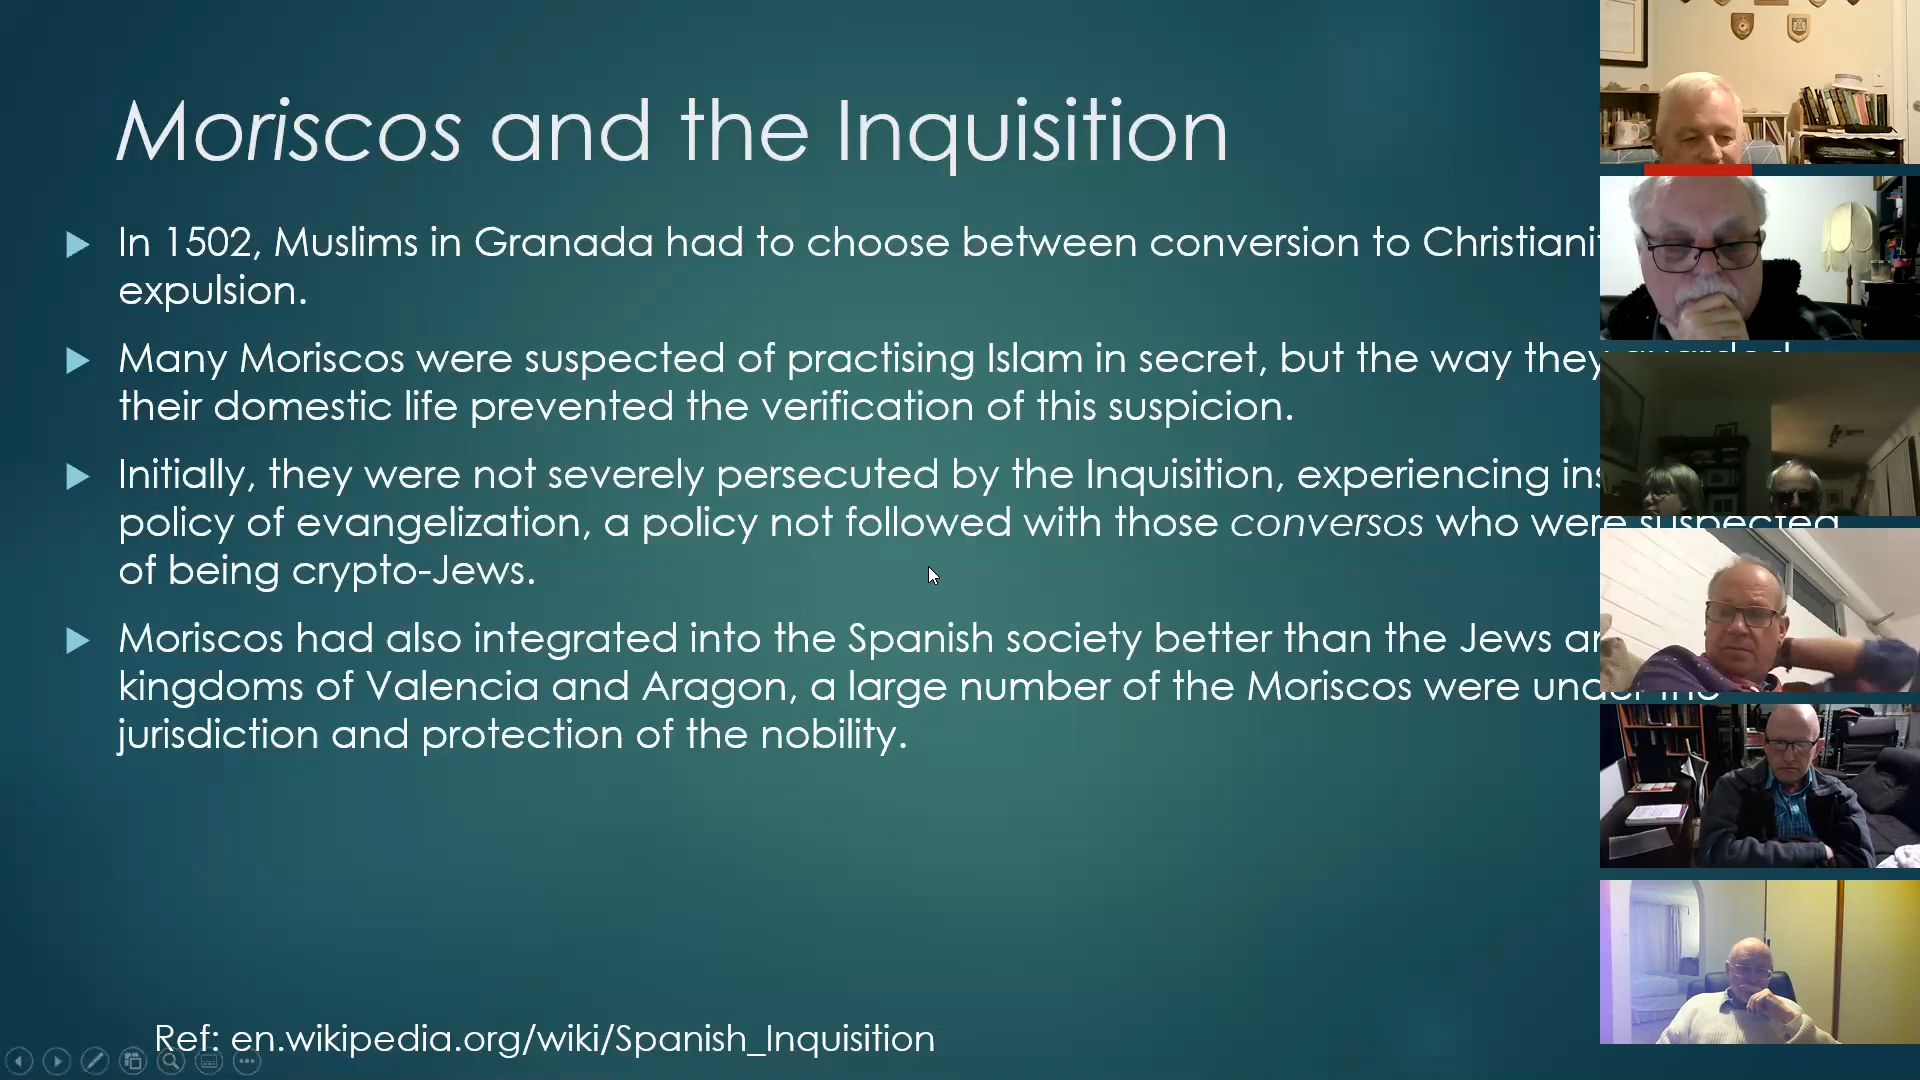 Moriscos and the Inquisition
In 1502, Muslims in Granada had to choose between conversion to
expulsion.
Many Moriscos were suspected of practising Islam in secret, but the way they
their domestic life prevented the verification of this suspicion.
Initially, they were not severely persecuted by the Inquisition, experiencing
policy of evangelization, a policy not followed with those conversos who were suspected
of being crypto-Jews.
Moriscos had also integrated into the Spanish society better than the Jews
kingdoms of Valencia and Aragon, a large number of the Moriscos were under the
jurisdiction and protection of the nobility.
Ref: en.wikipedia.org/wiki/Spanish_Inquisition